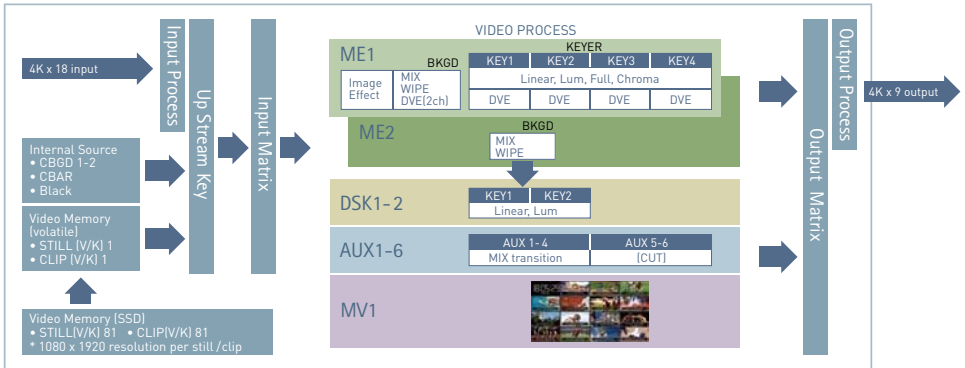 VIDEO PROCESS
4K x 18 input
Input Process
Up Stream Key
Input Matrix
Internal Source
• CBGD 1-2
• CBAR
• Black
Video Memory
(volatile)
• STILL (V/K) 1
• CLIP (V/K) 1
Video Memory (SSD)
• STILL(V/K) 81 • CLIP(V/K) 81
* 1080 x 1920 resolution per still /clip
ME1
BKGD
Image
Effect
MIX
WIPE
DVE(2ch)
KEYER
KEY1 KEY2 KEY3 KEY4
Linear, Lum, Full, Chroma
DVE DVE DVE DVE
ME2
BKGD
MIX
WIPE
DSK1-2
KEY1 KEY2
Linear, Lum
AUX1-6
AUX 1-4 AUX 5-6
MIX transition (CUT)
MV1
Output Matrix
Output Process
4K x 9 output